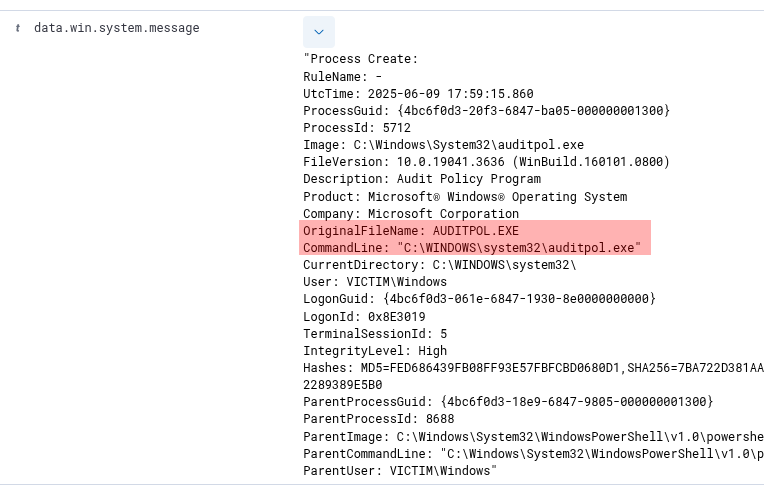 t data.win.system.message
"Process Create:
RuleName: -
UtcTime: 2025-06-09 17:59:15.860
ProcessGuid: {4bc6f0d3-20f3-6847-ba05-000000001300}
ProcessId: 5712
Image: C:\Windows\System32\auditpol.exe
FileVersion: 10.0.19041.3636 (WinBuild.160101.0800)
Description: Audit Policy Program
Product: Microsoft® Windows® Operating System
Company: Microsoft Corporation
OriginalFileName: AUDITPOL.EXE
CommandLine: "C:\WINDOWS\system32\auditpol.exe"
CurrentDirectory: C:\WINDOWS\system32\
User: VICTIM\Windows
LogonGuid: {4bc6f0d3-061e-6847-1930-8e0000000000}
LogonId: 0x8E3019
TerminalSessionId: 5
IntegrityLevel: High
Hashes: MD5=FED686439FB08FF93E57FBFCBD0680D1,SHA256=7BA722D381AA
2289389E5B0
ParentProcessGuid: {4bc6f0d3-18e9-6847-9805-000000001300}
ParentProcessId: 8688
ParentImage: C:\Windows\System32\WindowsPowerShell\v1.0\powershe
ParentCommandLine: "C:\Windows\System32\WindowsPowerShell\v1.0\p
ParentUser: VICTIM\Windows"